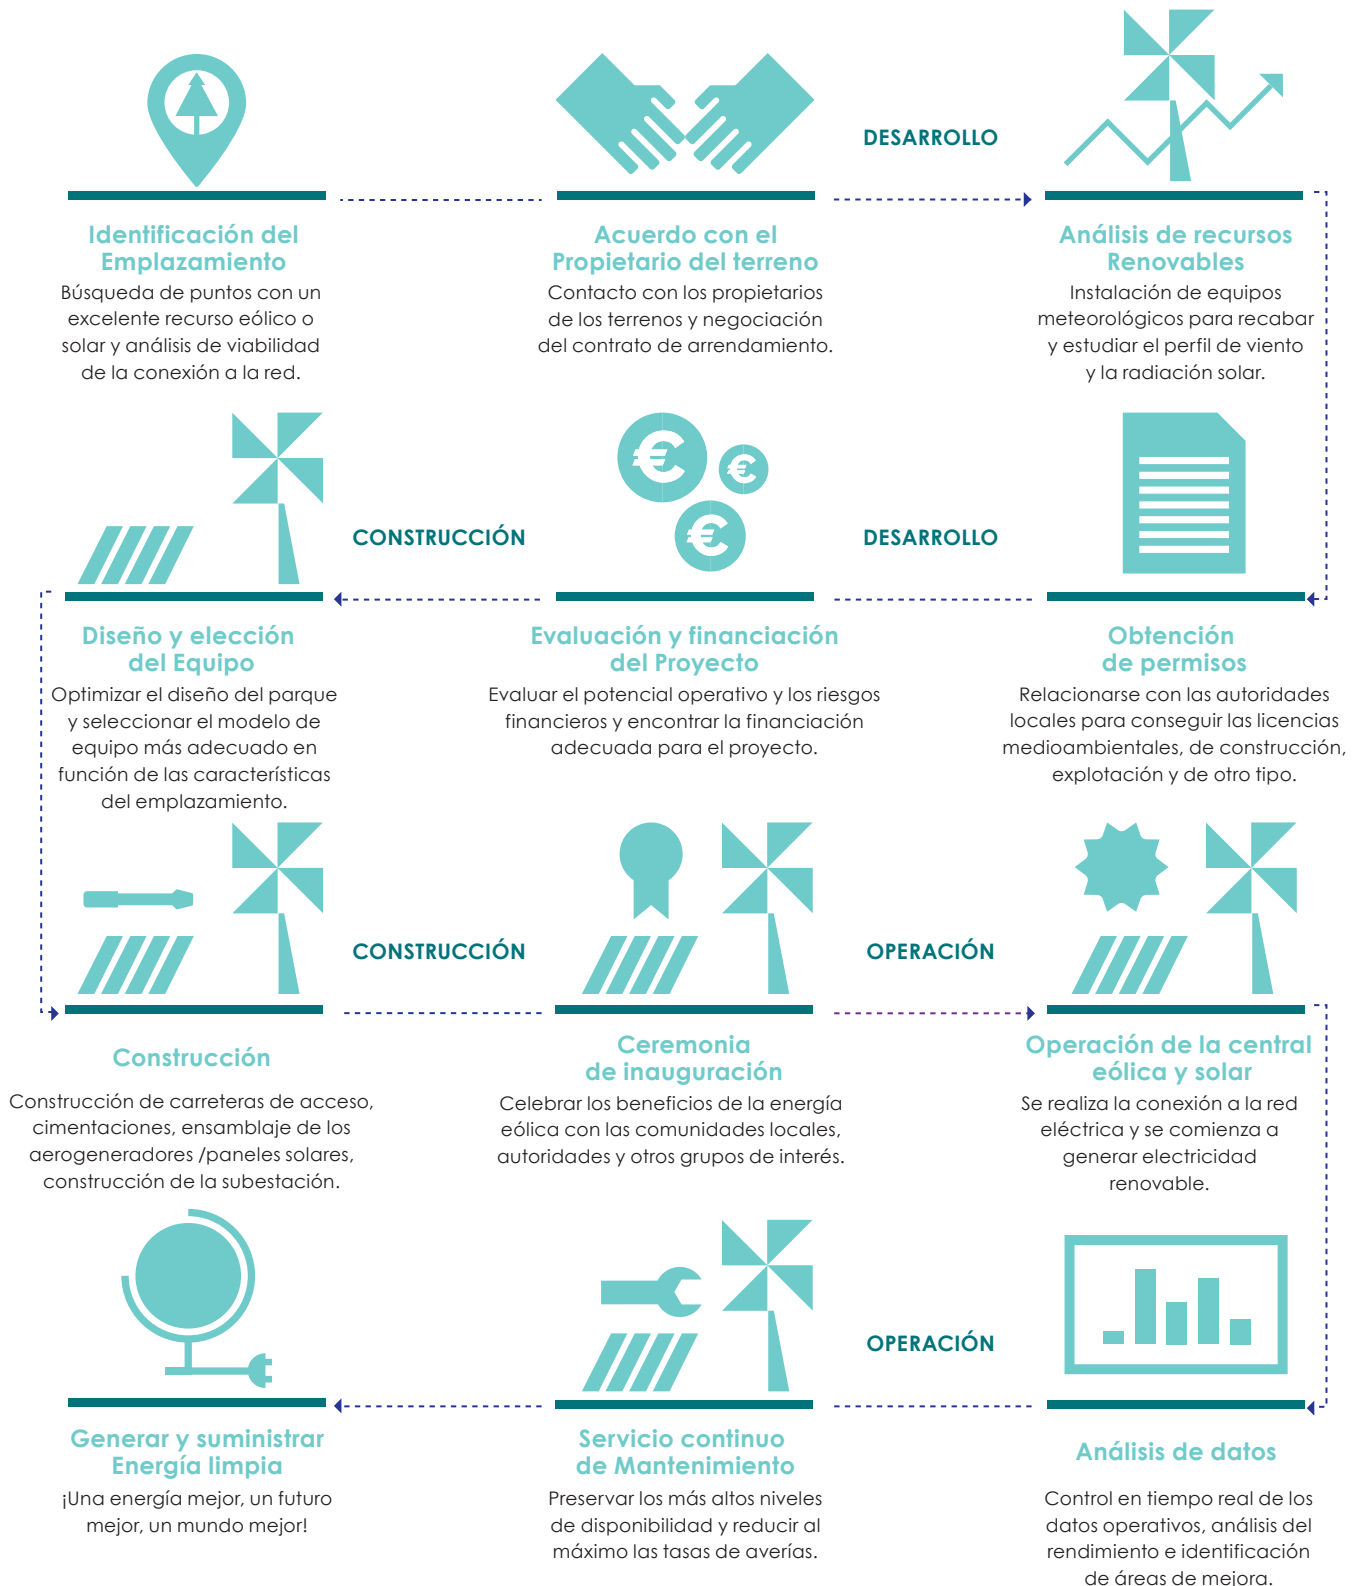 DESARROLLO
Identificación del
Emplazamiento
Búsqueda de puntos con un
excelente recurso eólico o
solar y análisis de viabilidad
de la conexión a la red.
Acuerdo con el
Propietario del terreno
Contacto con los propietarios
de los terrenos y negociación
del contrato de arrendamiento.
Análisis de recursos
Renovables
Instalación de equipos
meteorológicos para recabar
y estudiar el perfil de viento
y la radiación solar.
CONSTRUCCIÓN
DESARROLLO
Diseño y elección
del Equipo
Optimizar el diseño del parque
y seleccionar el modelo de
equipo más adecuado en
función de las características
del emplazamiento.
Evaluación y financiación
del Proyecto
Evaluar el potencial operativo y los riesgos
financieros y encontrar la financiación
adecuada para el proyecto.
Obtención
de permisos
Relacionarse con las autoridades
locales para conseguir las licencias
medioambientales, de construcción,
explotación y de otro tipo.
CONSTRUCCIÓN
OPERACIÓN
Construcción
Construcción de carreteras de acceso,
cimentaciones, ensamblaje de los
aerogeneradores /paneles solares,
construcción de la subestación.
Ceremonia
de inauguración
Celebrar los beneficios de la energía
eólica con las comunidades locales,
autoridades y otros grupos de interés.
Operación de la central
eólica y solar
Se realiza la conexión a la red
eléctrica y se comienza a
generar electricidad
renovable.
OPERACIÓN
Generar y suministrar
Energía limpia
¡Una energía mejor, un futuro
mejor, un mundo mejor!
Servicio continuo
de Mantenimiento
Preservar los más altos niveles
de disponibilidad y reducir al
máximo las tasas de averías.
Análisis de datos
Control en tiempo real de los
datos operativos, análisis del
rendimiento e identificación
de áreas de mejora.